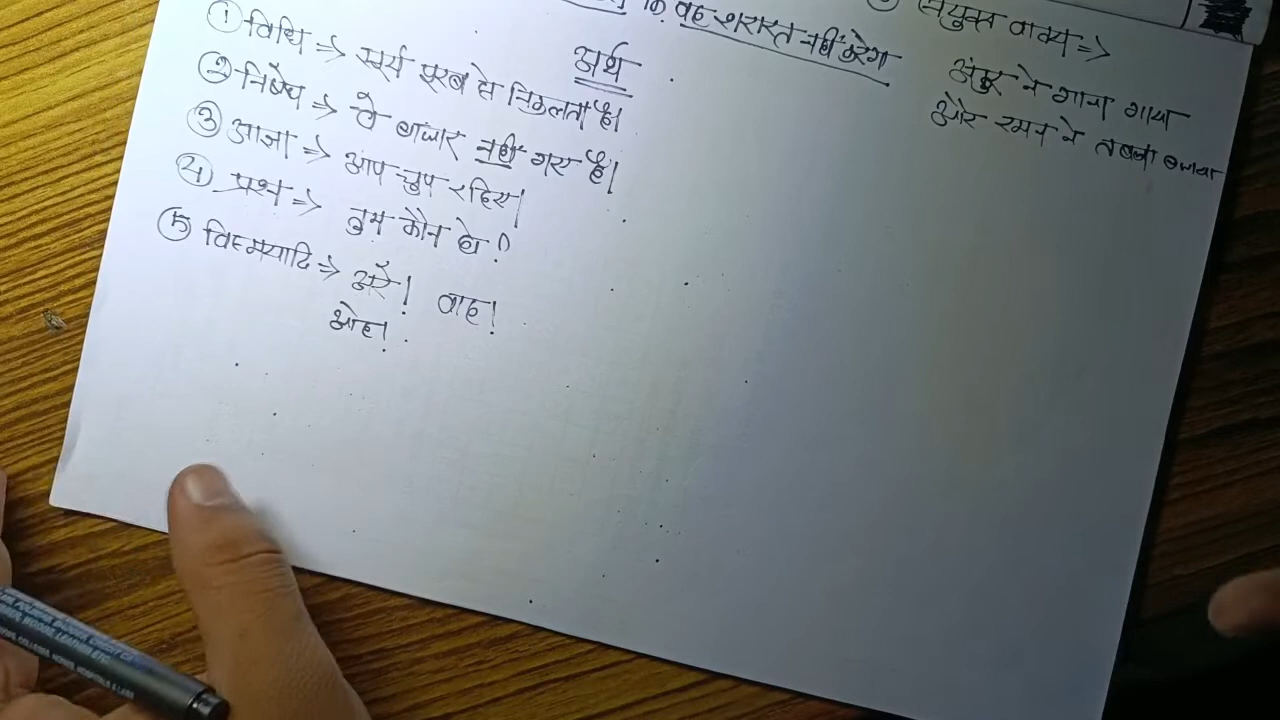 कि वह शरारत नहीं करेगा
संयुक्त वाक्य =>
अंकुर ने गाना गाया
और रमन ने तबला बजाया
अर्थ
① विधि => सूर्य पूरब से निकलता है।
② निषेध => वे बाजार नहीं गए है।
③ आज्ञा => आप चुप रहिए।
④ प्रश्न => तुम कौन हो?
⑤ विस्मयादि => अरे! वाह!
ओह!